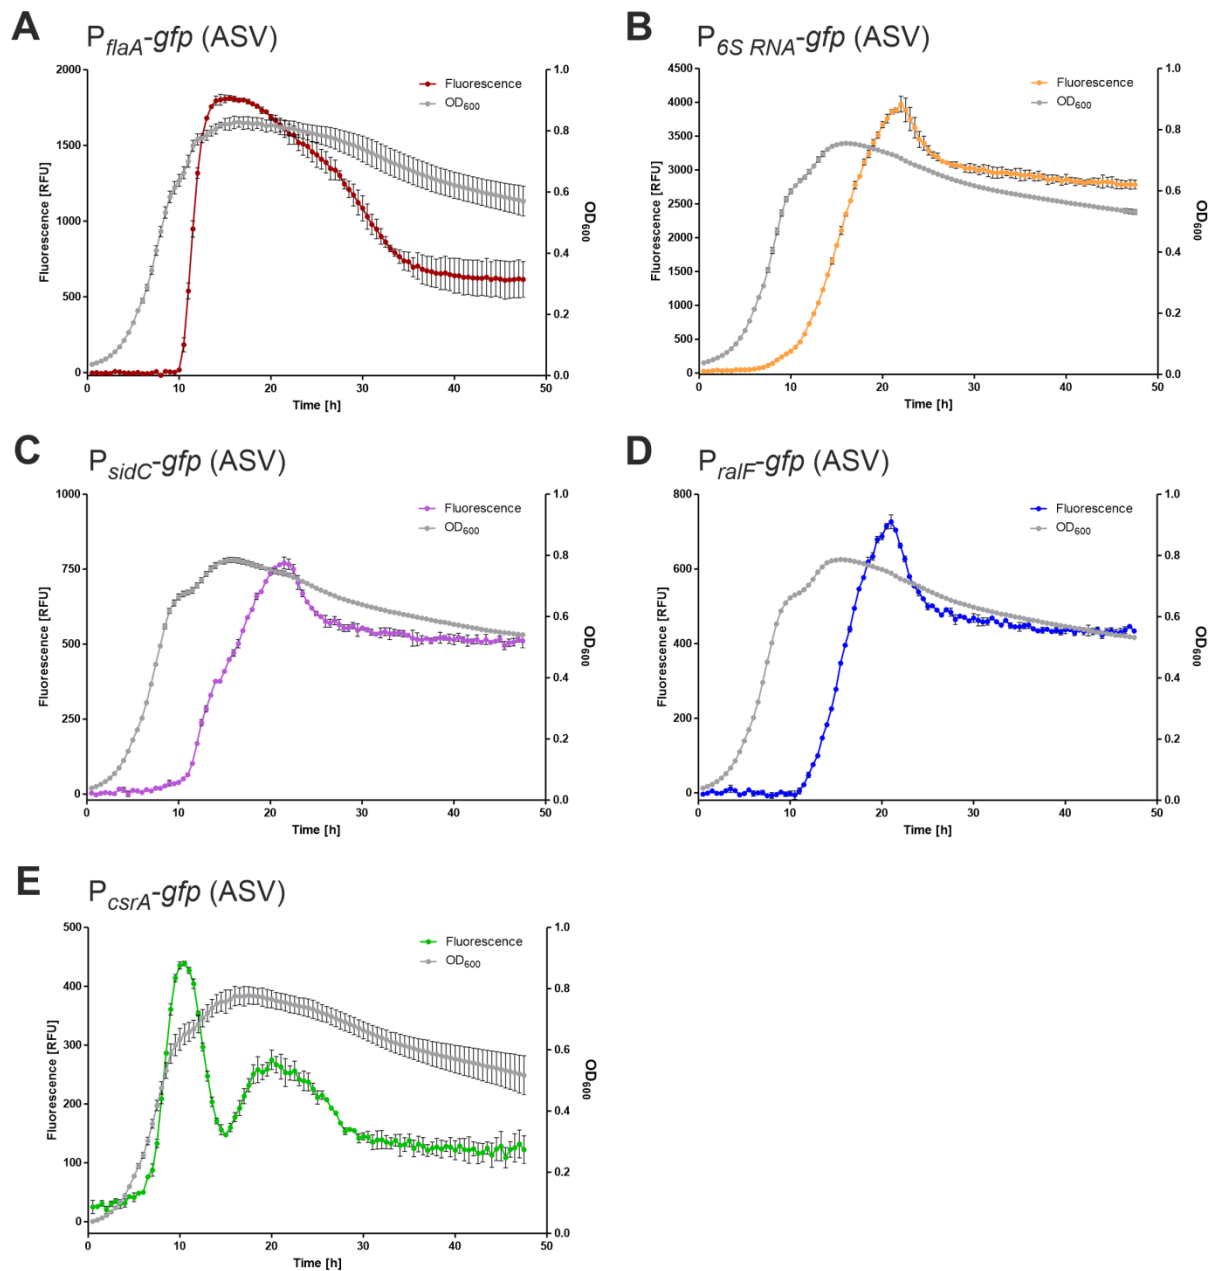 A
P_flaA-gfp (ASV)
2000
1500
1000
500
0
Fluorescence [RFU]
1.0
0.8
0.6
0.4
0.2
0.0
OD600
Fluorescence
OD600
0 10 20 30 40 50
Time [h]
B
P_6S RNA-gfp (ASV)
4500
4000
3500
3000
2500
2000
1500
1000
500
0
Fluorescence [RFU]
1.0
0.8
0.6
0.4
0.2
0.0
OD600
Fluorescence
OD600
0 10 20 30 40 50
Time [h]
C
P_sidC-gfp (ASV)
1000
750
500
250
0
Fluorescence [RFU]
1.0
0.8
0.6
0.4
0.2
0.0
OD600
Fluorescence
OD600
0 10 20 30 40 50
Time [h]
D
P_ralF-gfp (ASV)
800
600
400
200
0
Fluorescence [RFU]
1.0
0.8
0.6
0.4
0.2
0.0
OD600
Fluorescence
OD600
0 10 20 30 40 50
Time [h]
E
P_csrA-gfp (ASV)
500
400
300
200
100
0
Fluorescence [RFU]
1.0
0.8
0.6
0.4
0.2
0.0
OD600
Fluorescence
OD600
0 10 20 30 40 50
Time [h]